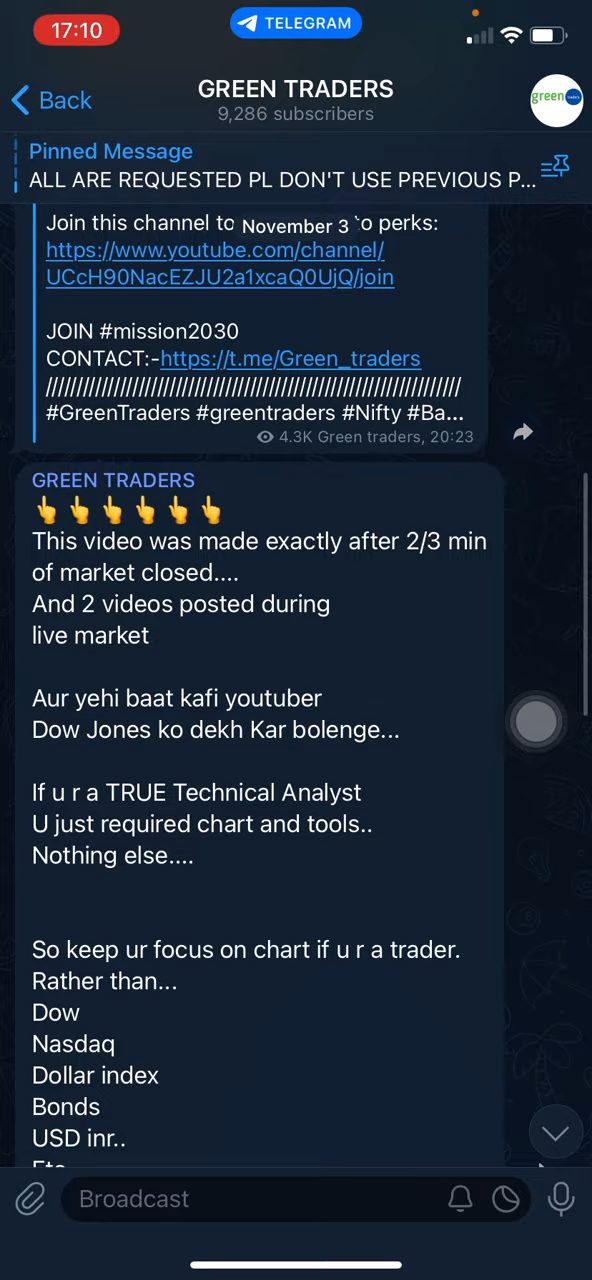 17:10
TELEGRAM
Back
GREEN TRADERS
9,286 subscribers
green
Pinned Message
ALL ARE REQUESTED PL DON'T USE PREVIOUS P...
Join this channel to
November 3
o perks:
https://www.youtube.com/channel/
UCcH90NacEZJU2a1xcaQ0UjQ/join
JOIN #mission2030
CONTACT:-https://t.me/Green_traders
////////////////////////////////////////////////////////////////////
#GreenTraders #greentraders #Nifty #Ba...
4.3K Green traders, 20:23
GREEN TRADERS
👆 👆 👆 👆 👆 👆
This video was made exactly after 2/3 min
of market closed....
And 2 videos posted during
live market
Aur yehi baat kafi youtuber
Dow Jones ko dekh Kar bolenge...
If u r a TRUE Technical Analyst
U just required chart and tools..
Nothing else....
So keep ur focus on chart if u r a trader.
Rather than...
Dow
Nasdaq
Dollar index
Bonds
USD inr..
Broadcast